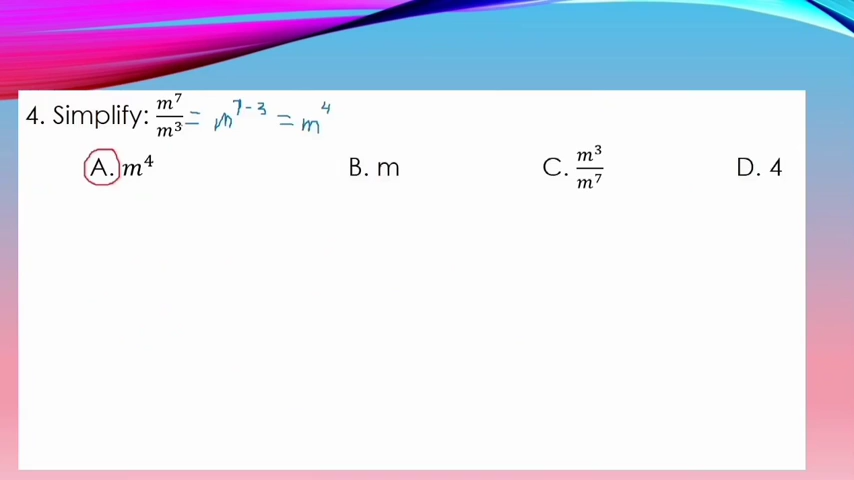 4. Simplify: m⁷/m³ = m⁷⁻³ = m⁴
A. m⁴ B. m C. m³/m⁷ D. 4